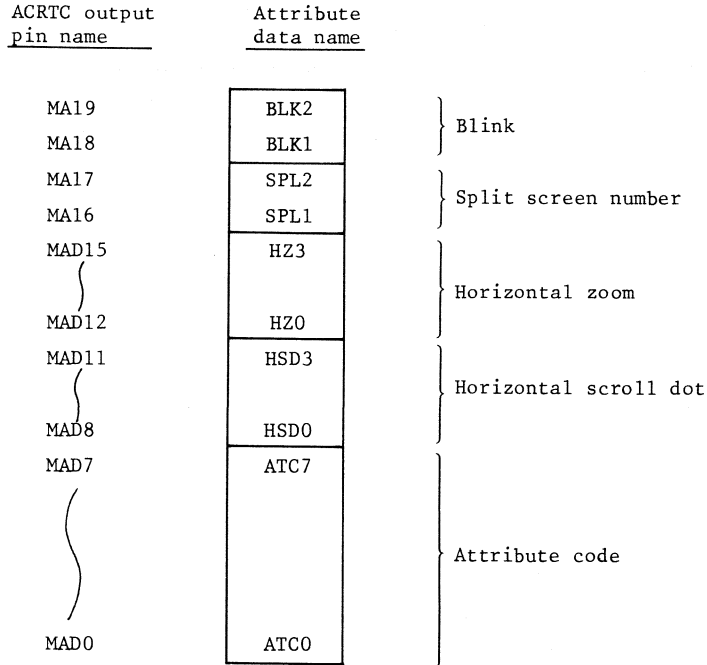 ACRTC output Attribute
pin name data name
MA19 BLK2
Blink
MA18 BLK1
MA17 SPL2
Split screen number
MA16 SPL1
MAD15 HZ3
Horizontal zoom
MAD12 HZ0
MAD11 HSD3
Horizontal scroll dot
MAD8 HSD0
MAD7 ATC7
Attribute code
MAD0 ATC0